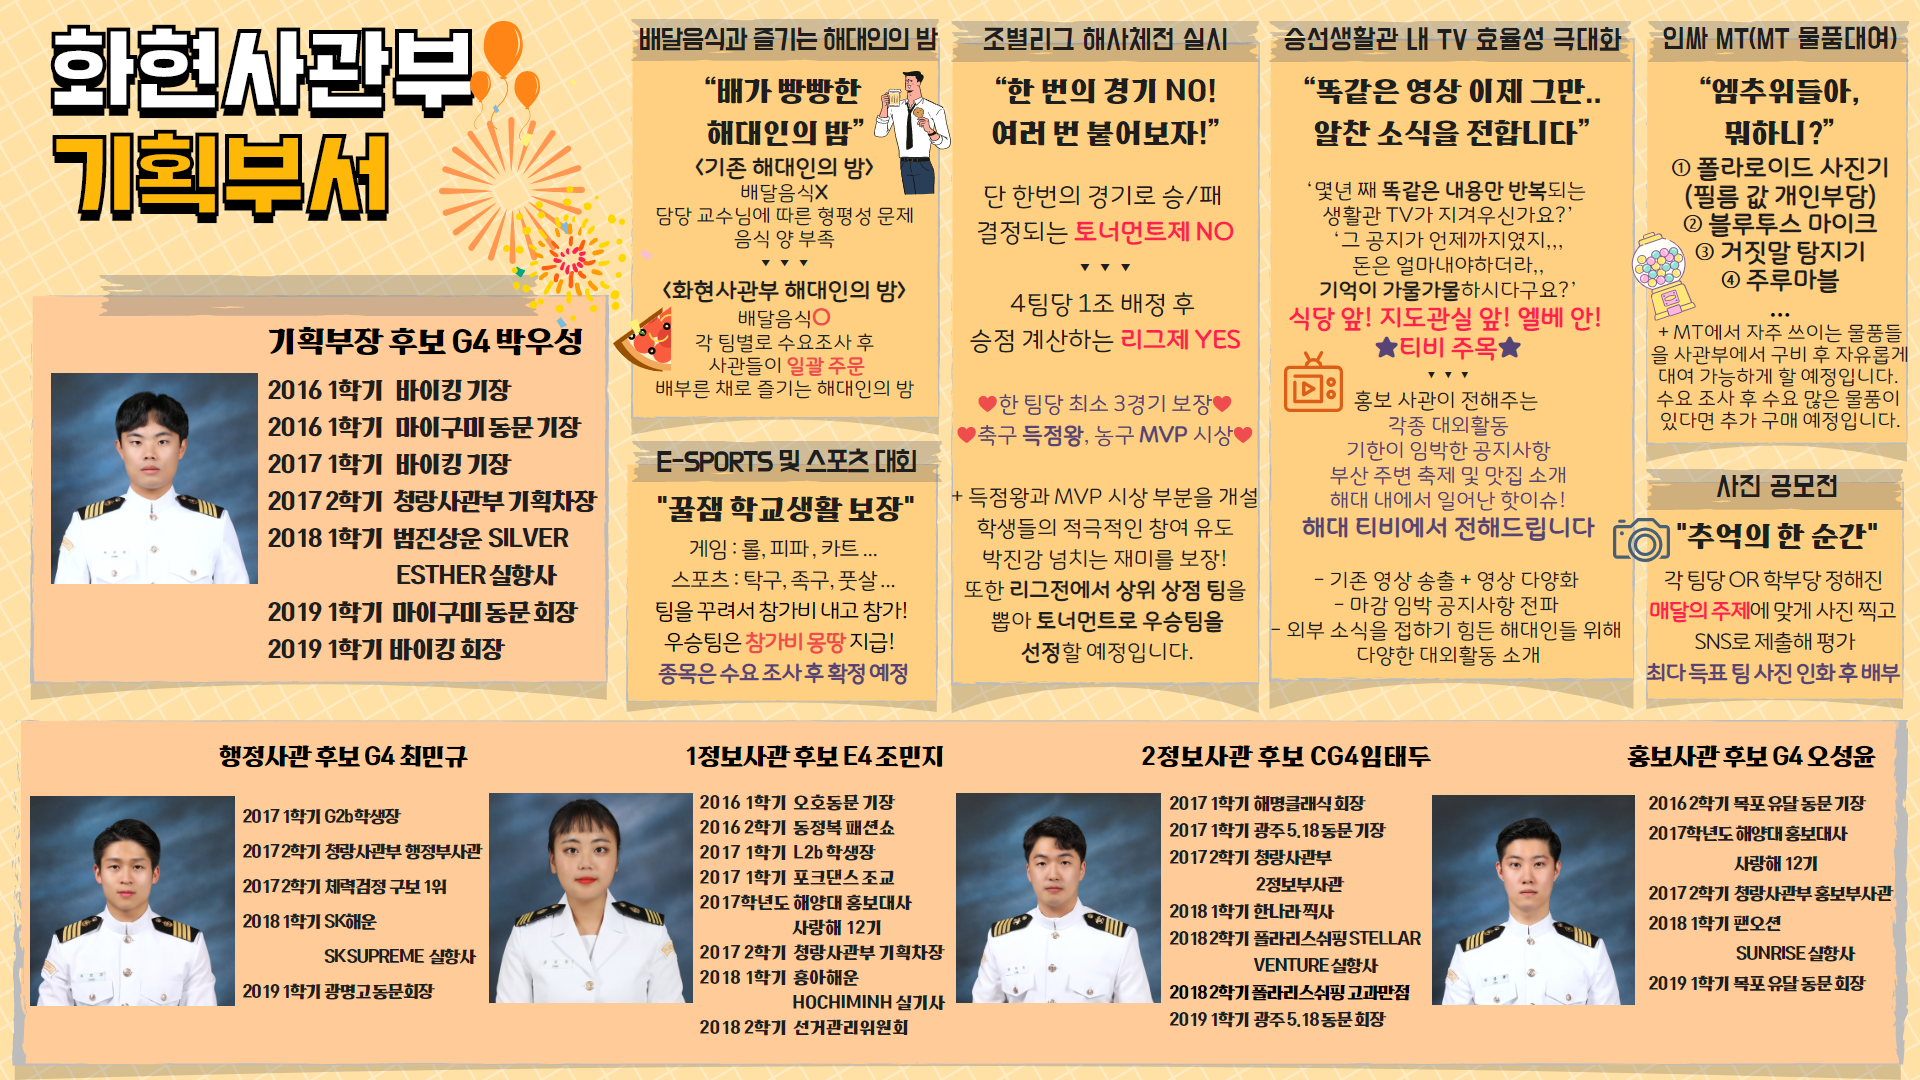 화현사관부
기획부서
기획부장 후보 G4 박우성
2016 1학기 바이킹 기장
2016 1학기 마이구미 동문 기장
2017 1학기 바이킹 기장
2017 2학기 청랑사관부 기획차장
2018 1학기 범진상운 SILVER
ESTHER 실항사
2019 1학기 마이구미 동문 회장
2019 1학기 바이킹 회장
배달음식과 즐기는 해대인의 밤
“배가 빵빵한
해대인의 밤”
<기존 해대인의 밤>
배달음식X
담당 교수님에 따른 형평성 문제
음식 양 부족
▼ ▼ ▼
<화현사관부 해대인의 밤>
배달음식O
각 팀별로 수요조사 후
사관들이 일괄 주문
배부른 채로 즐기는 해대인의 밤
E-SPORTS 및 스포츠 대회
"꿀잼 학교생활 보장"
게임 : 롤, 피파 , 카트 ...
스포츠 : 탁구, 족구, 풋살 ...
팀을 꾸려서 참가비 내고 참가!
우승팀은 참가비 몽땅 지급!
종목은 수요 조사 후 확정 예정
조별리그 해사체전 실시
“한 번의 경기 NO!
여러 번 붙어보자!”
단 한번의 경기로 승/패
결정되는 토너먼트제 NO
▼ ▼ ▼
4팀당 1조 배정 후
승점 계산하는 리그제 YES
♥한 팀당 최소 3경기 보장♥
♥축구 득점왕, 농구 MVP 시상♥
+ 득점왕과 MVP 시상 부분을 개설
학생들의 적극적인 참여 유도
박진감 넘치는 재미를 보장!
또한 리그전에서 상위 상점 팀을
뽑아 토너먼트로 우승팀을
선정할 예정입니다.
승선생활관 내 TV 효율성 극대화
“똑같은 영상 이제 그만..
알찬 소식을 전합니다”
‘몇년 째 똑같은 내용만 반복되는
생활관 TV가 지겨우신가요?’
‘그 공지가 언제까지였지,,,
돈은 얼마내야하더라,,
기억이 가물가물하시다구요?’
식당 앞! 지도관실 앞! 엘베 안!
★티비 주목★
▼ ▼ ▼
홍보 사관이 전해주는
각종 대외활동
기한이 임박한 공지사항
부산 주변 축제 및 맛집 소개
해대 내에서 일어난 핫이슈!
해대 티비에서 전해드립니다
- 기존 영상 송출 + 영상 다양화
- 마감 임박 공지사항 전파
- 외부 소식을 접하기 힘든 해대인들 위해
다양한 대외활동 소개
인싸 MT(MT 물품대여)
“엠추위들아,
뭐하니?”
① 폴라로이드 사진기
(필름 값 개인부담)
② 블루투스 마이크
③ 거짓말 탐지기
④ 주루마블
...
+ MT에서 자주 쓰이는 물품들
을 사관부에서 구비 후 자유롭게
대여 가능하게 할 예정입니다.
수요 조사 후 수요 많은 물품이
있다면 추가 구매 예정입니다.
사진 공모전
"추억의 한 순간"
각 팀당 OR 학부당 정해진
매달의 주제에 맞게 사진 찍고
SNS로 제출해 평가
최다 득표 팀 사진 인화 후 배부
행정사관 후보 G4 최민규
2017 1학기 G2b학생장
2017 2학기 청랑사관부 행정부사관
2017 2학기 체력검정 구보 1위
2018 1학기 SK해운
SK SUPREME 실항사
2019 1학기 광명고 동문회장
1정보사관 후보 E4 조민지
2016 1학기 오호동문 기장
2016 2학기 동정복 패션쇼
2017 1학기 L2b 학생장
2017 1학기 포크댄스 조교
2017학년도 해양대 홍보대사
사랑해 12기
2017 2학기 청랑사관부 기획차장
2018 1학기 흥아해운
HOCHIMINH 실기사
2018 2학기 선거관리위원회
2정보사관 후보 CG4임태두
2017 1학기 해명클래식 회장
2017 1학기 광주 5.18 동문 기장
2017 2학기 청랑사관부
2정보부사관
2018 1학기 한나라 찍사
2018 2학기 폴라리스쉬핑 STELLAR
VENTURE 실항사
2018 2학기 폴라리스쉬핑 고과만점
2019 1학기 광주 5.18 동문 회장
홍보사관 후보 G4 오성윤
2016 2학기 목포 유달 동문 기장
2017학년도 해양대 홍보대사
사랑해 12기
2017 2학기 청랑사관부 홍보부사관
2018 1학기 팬오션
SUNRISE 실항사
2019 1학기 목포 유달 동문 회장